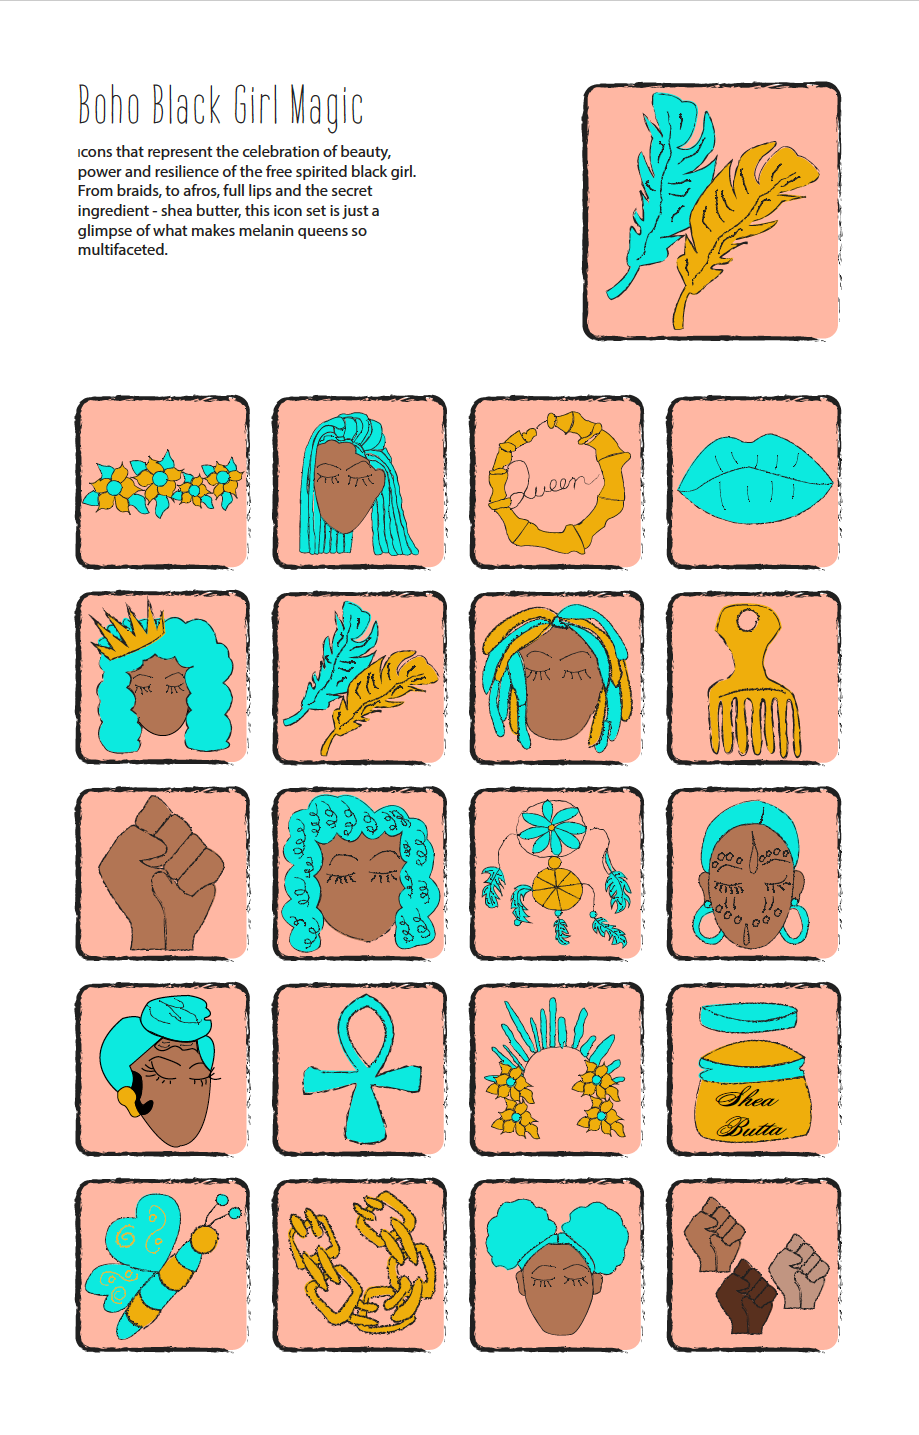 Boho Black Girl Magic
Icons that represent the celebration of beauty,
power and resilience of the free spirited black girl.
From braids, to afros, full lips and the secret
ingredient - shea butter, this icon set is just a
glimpse of what makes melanin queens so
multifaceted.
Queen
Shea
Butta